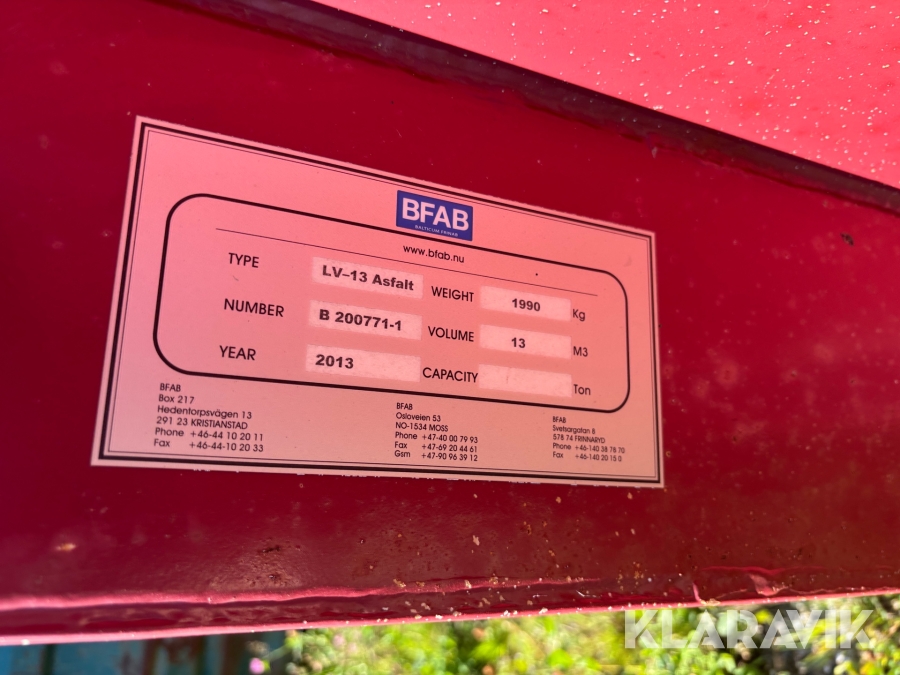 BFAB
BALTICUM FRINAB
www.bfab.nu
TYPE LV-13 Asfalt WEIGHT 1990 Kg
NUMBER B 200771-1 VOLUME 13 M3
YEAR 2013 CAPACITY Ton
BFAB
Box 217
Hedentorpsvägen 13
291 23 KRISTIANSTAD
Phone +46-44 10 20 11
Fax +46-44-10 20 33
BFAB
Osloveien 53
NO-1534 MOSS
Phone +47-40 00 79 93
Fax +47-69 20 44 61
Gsm +47-90 96 39 12
BFAB
Svetsargatan 8
578 74 FRINNARYD
Phone +46-140 38 78 70
Fax +46-140 20 15 0
KLARAVIK